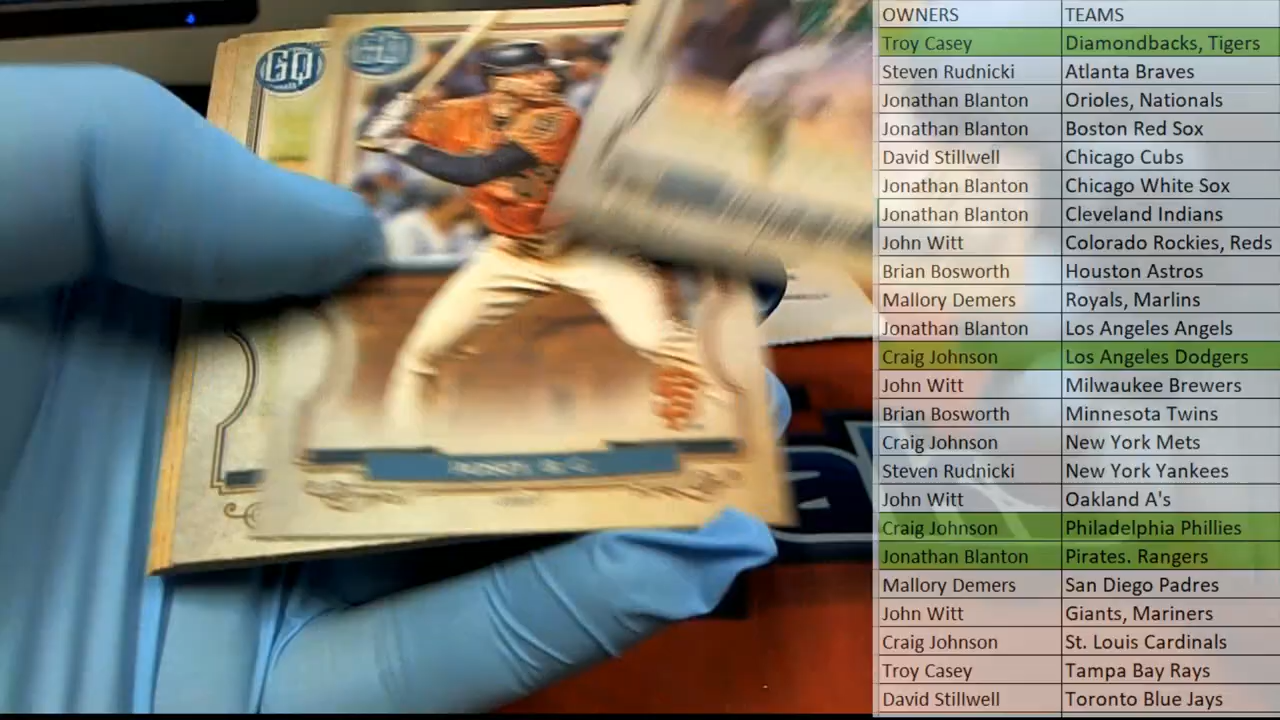 GQ
GQ
OWNERS TEAMS
Troy Casey Diamondbacks, Tigers
Steven Rudnicki Atlanta Braves
Jonathan Blanton Orioles, Nationals
Jonathan Blanton Boston Red Sox
David Stillwell Chicago Cubs
Jonathan Blanton Chicago White Sox
Jonathan Blanton Cleveland Indians
John Witt Colorado Rockies, Reds
Brian Bosworth Houston Astros
Mallory Demers Royals, Marlins
Jonathan Blanton Los Angeles Angels
Craig Johnson Los Angeles Dodgers
John Witt Milwaukee Brewers
Brian Bosworth Minnesota Twins
Craig Johnson New York Mets
Steven Rudnicki New York Yankees
John Witt Oakland A's
Craig Johnson Philadelphia Phillies
Jonathan Blanton Pirates. Rangers
Mallory Demers San Diego Padres
John Witt Giants, Mariners
Craig Johnson St. Louis Cardinals
Troy Casey Tampa Bay Rays
David Stillwell Toronto Blue Jays